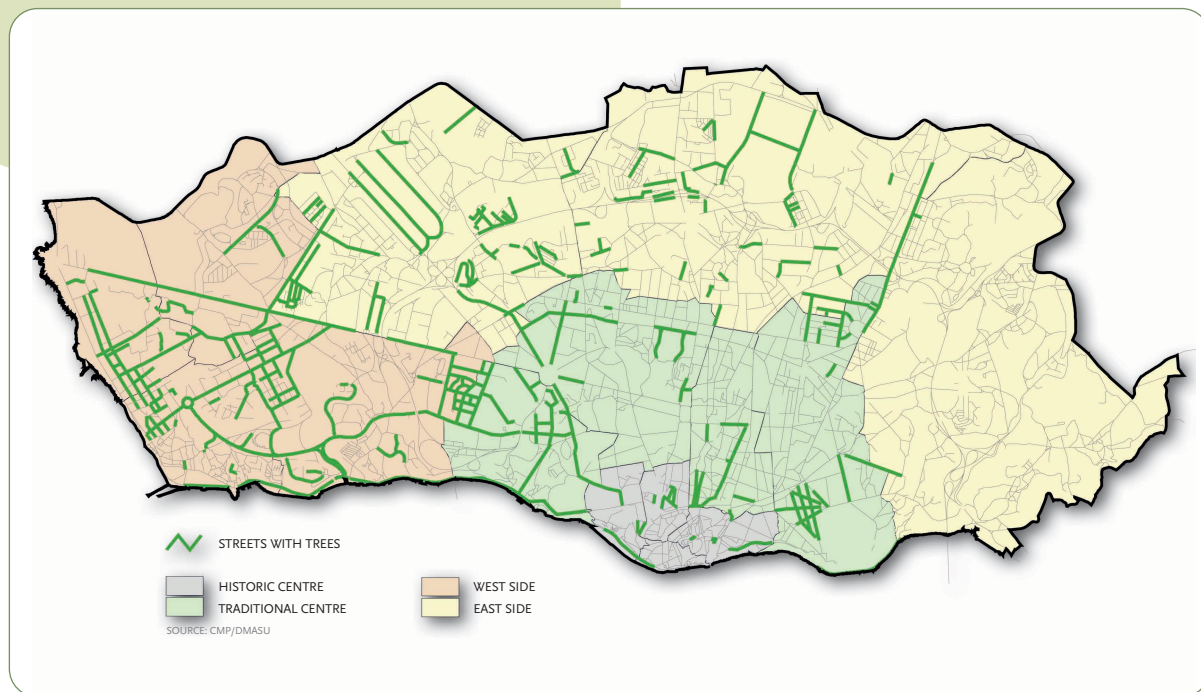 STREETS WITH TREES
HISTORIC CENTRE
TRADITIONAL CENTRE
WEST SIDE
EAST SIDE
SOURCE: CMP/DMASU